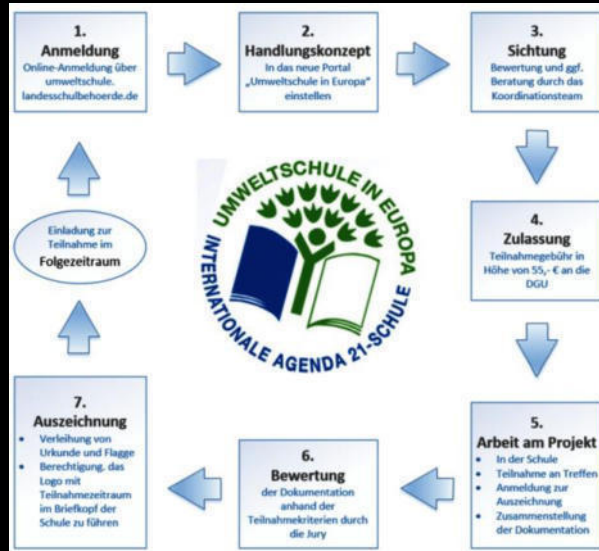 1.
Anmeldung
Online-Anmeldung über
umweltschule.
landesschulbehoerde.de
2.
Handlungskonzept
In das neue Portal
„Umweltschule in Europa"
einstellen
3.
Sichtung
Bewertung und ggf.
Beratung durch das
Koordinationsteam
4.
Zulassung
Teilnahmegebühr in
Höhe von 55,- € an die
DGU
5.
Arbeit am Projekt
• In der Schule
• Teilnahme an Treffen
• Anmeldung zur
Auszeichnung
• Zusammenstellung
der Dokumentation
6.
Bewertung
der Dokumentation
anhand der
Teilnahmekriterien durch
die Jury
7.
Auszeichnung
• Verleihung von
Urkunde und Flagge
• Berechtigung, das
Logo mit
Teilnahmezeitraum
im Briefkopf der
Schule zu führen
Einladung zur
Teilnahme im
Folgezeitraum
UMWELTSCHULE IN EUROPA
INTERNATIONALE AGENDA 21-SCHULE